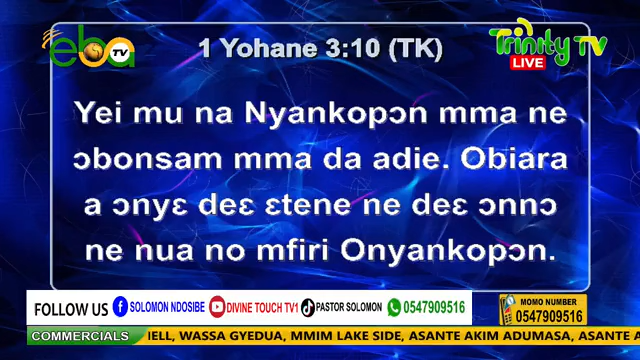 eba TV
1 Yohane 3:10 (TK)
Trinity TV
LIVE
Yei mu na Nyankopɔn mma ne
ɔbonsam mma da adie. Obiara
a ɔnyɛ deɛ ɛtene ne deɛ ɔnnɔ
ne nua no mfiri Onyankopɔn.
FOLLOW US SOLOMON NDOSIBE DIVINE TOUCH TV1 PASTOR SOLOMON 0547909516
MOMO NUMBER
0547909516
COMMERCIALS IELL, WASSA GYEDUA, MMIM LAKE SIDE, ASANTE AKIM ADUMASA, ASANTE A